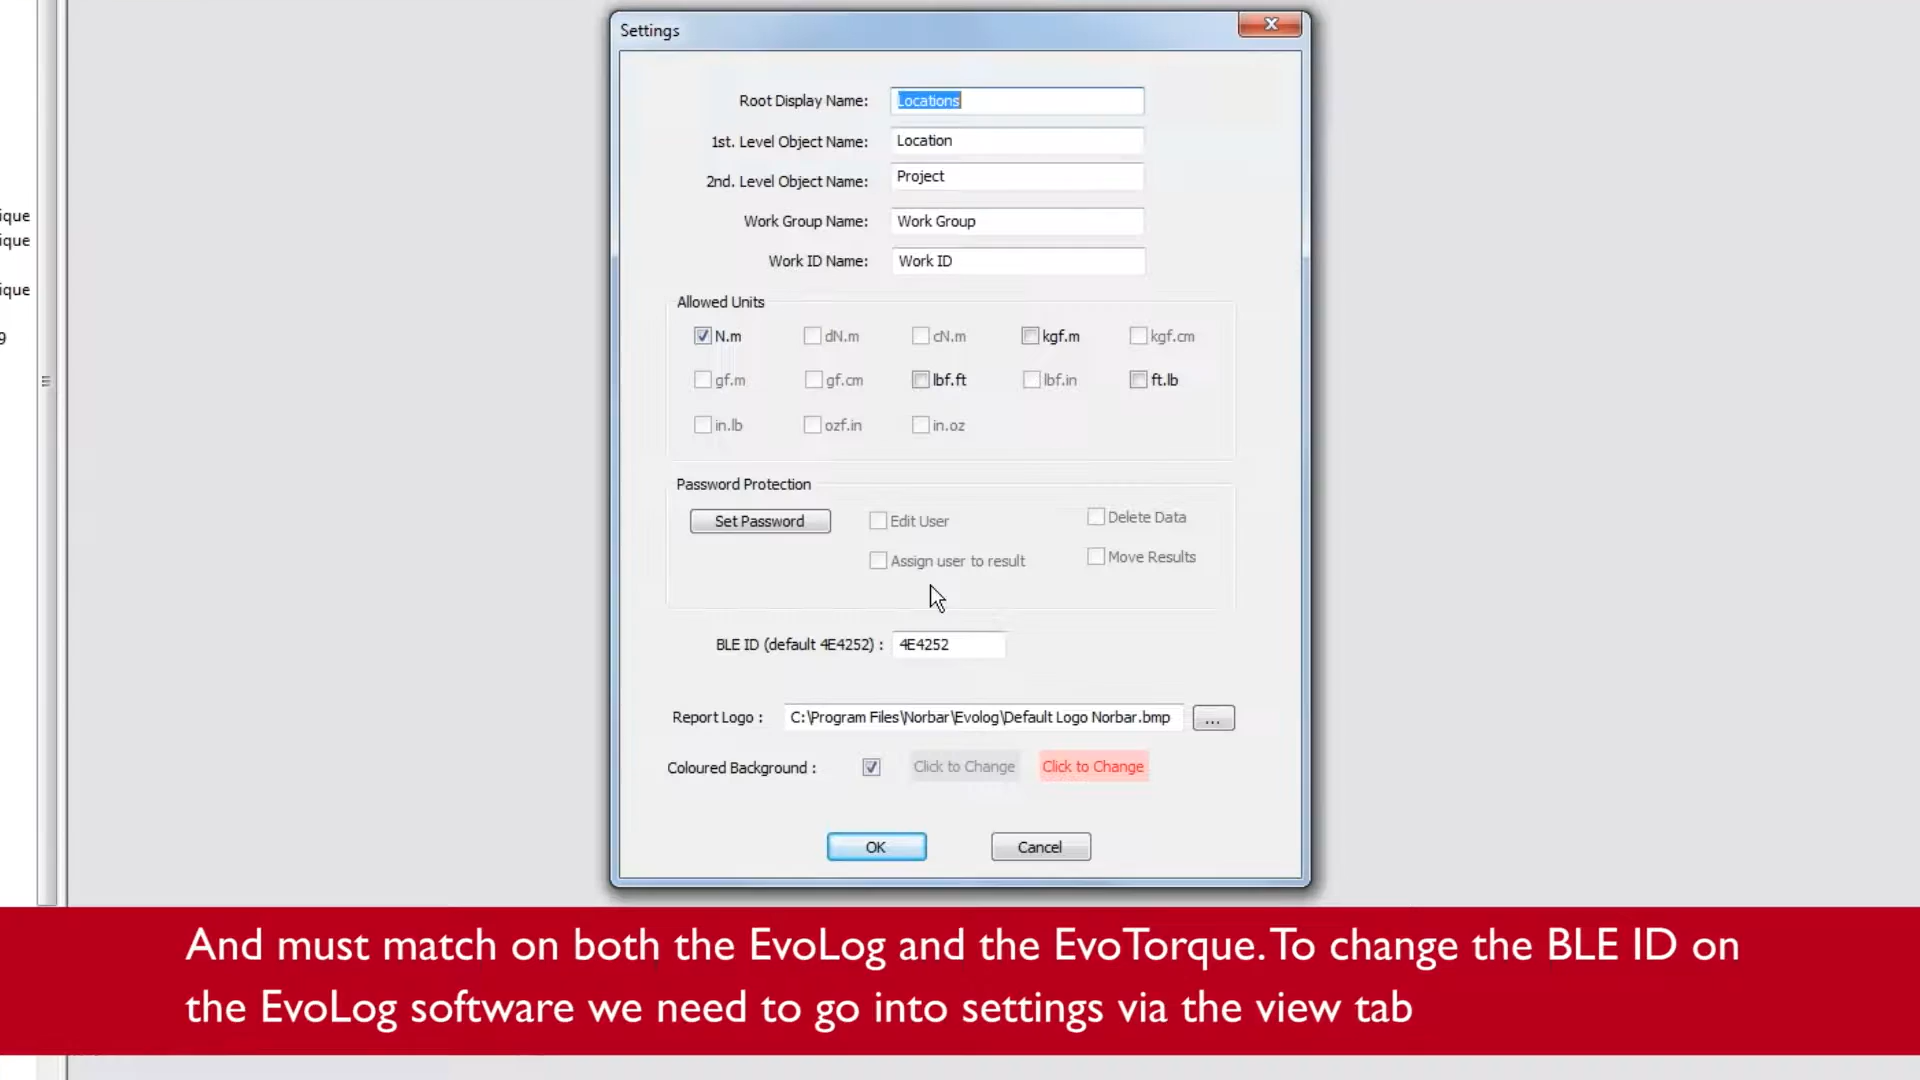 Settings
Root Display Name: Locations
1st. Level Object Name: Location
2nd. Level Object Name: Project
Work Group Name: Work Group
Work ID Name: Work ID
Allowed Units
N.m dN.m cN.m kgf.m kgf.cm
gf.m gf.cm lbf.ft lbf.in ft.lb
in.lb ozf.in in.oz
Password Protection
Set Password Edit User Delete Data
Assign user to result Move Results
BLE ID (default 4E4252) : 4E4252
Report Logo : C:\Program Files\Norbar\Evolog\Default Logo Norbar.bmp ...
Coloured Background : Click to Change Click to Change
OK Cancel
ique
ique
ique
9
And must match on both the EvoLog and the EvoTorque. To change the BLE ID on
the EvoLog software we need to go into settings via the view tab